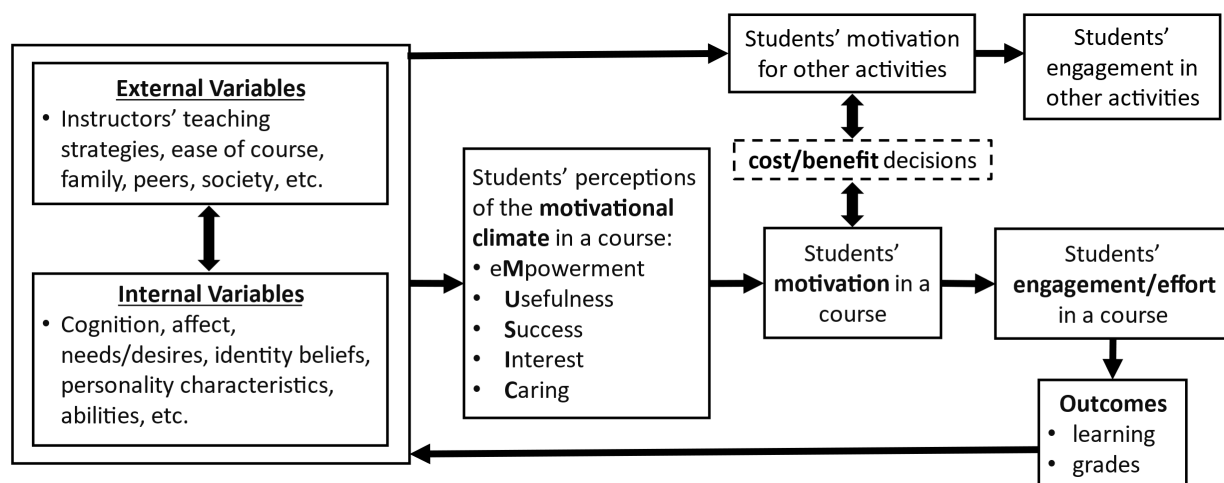 External Variables
• Instructors’ teaching
strategies, ease of course,
family, peers, society, etc.
Internal Variables
• Cognition, affect,
needs/desires, identity beliefs,
personality characteristics,
abilities, etc.
Students’ perceptions
of the motivational
climate in a course:
• eMpowerment
• Usefulness
• Success
• Interest
• Caring
Students’ motivation
for other activities
cost/benefit decisions
Students’
motivation in a
course
Students’
engagement in
other activities
Students’
engagement/effort
in a course
Outcomes
• learning
• grades